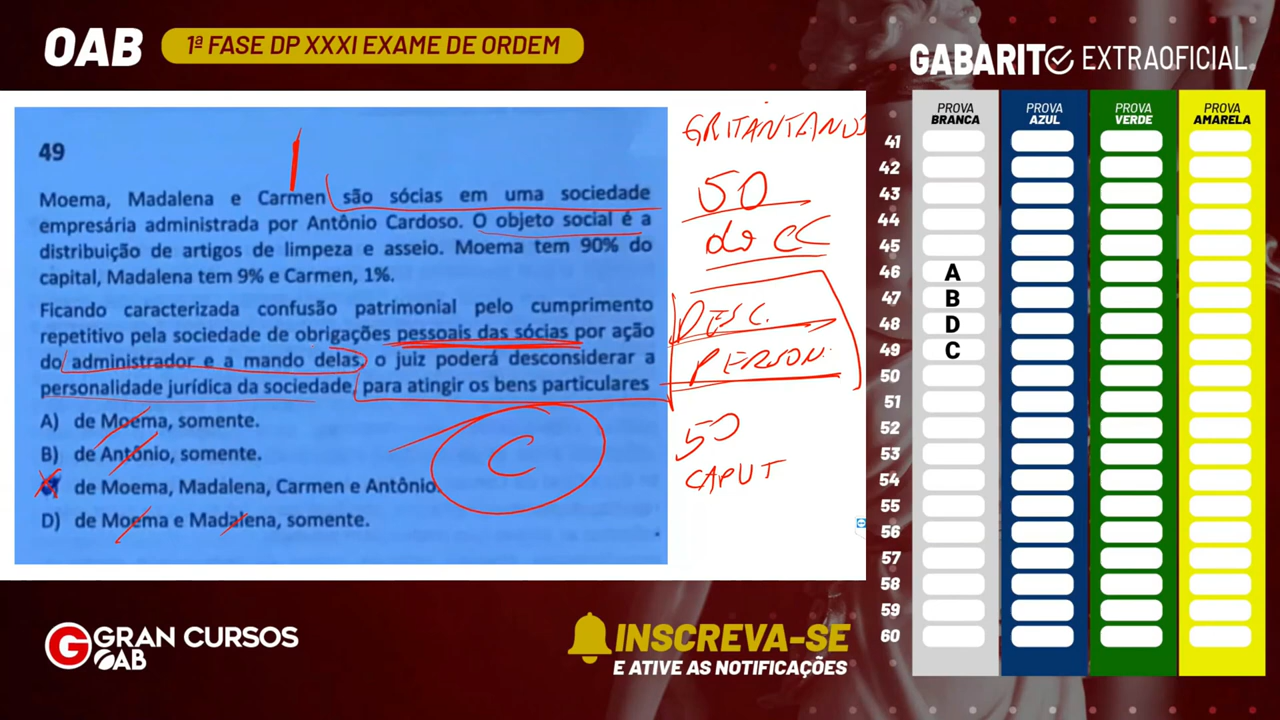 OAB
1ª FASE DP XXXI EXAME DE ORDEM
GABARITO EXTRAOFICIAL
49
Moema, Madalena e Carmen são sócias em uma sociedade
empresária administrada por Antônio Cardoso. O objeto social é a
distribuição de artigos de limpeza e asseio. Moema tem 90% do
capital, Madalena tem 9% e Carmen, 1%.
Ficando caracterizada confusão patrimonial pelo cumprimento
repetitivo pela sociedade de obrigações pessoais das sócias por ação
do administrador e a mando delas, o juiz poderá desconsiderar a
personalidade jurídica da sociedade, para atingir os bens particulares
A) de Moema, somente.
B) de Antônio, somente.
de Moema, Madalena, Carmen e Antônio.
D) de Moema e Madalena, somente.
C
50
do CC
DESC.
PERSON.
50
CAPUT
PROVA BRANCA
PROVA AZUL
PROVA VERDE
PROVA AMARELA
41
42
43
44
45
46 A
47 B
48 D
49 C
50
51
52
53
54
55
56
57
58
59
60
G GRAN CURSOS
OAB
INSCREVA-SE
E ATIVE AS NOTIFICAÇÕES